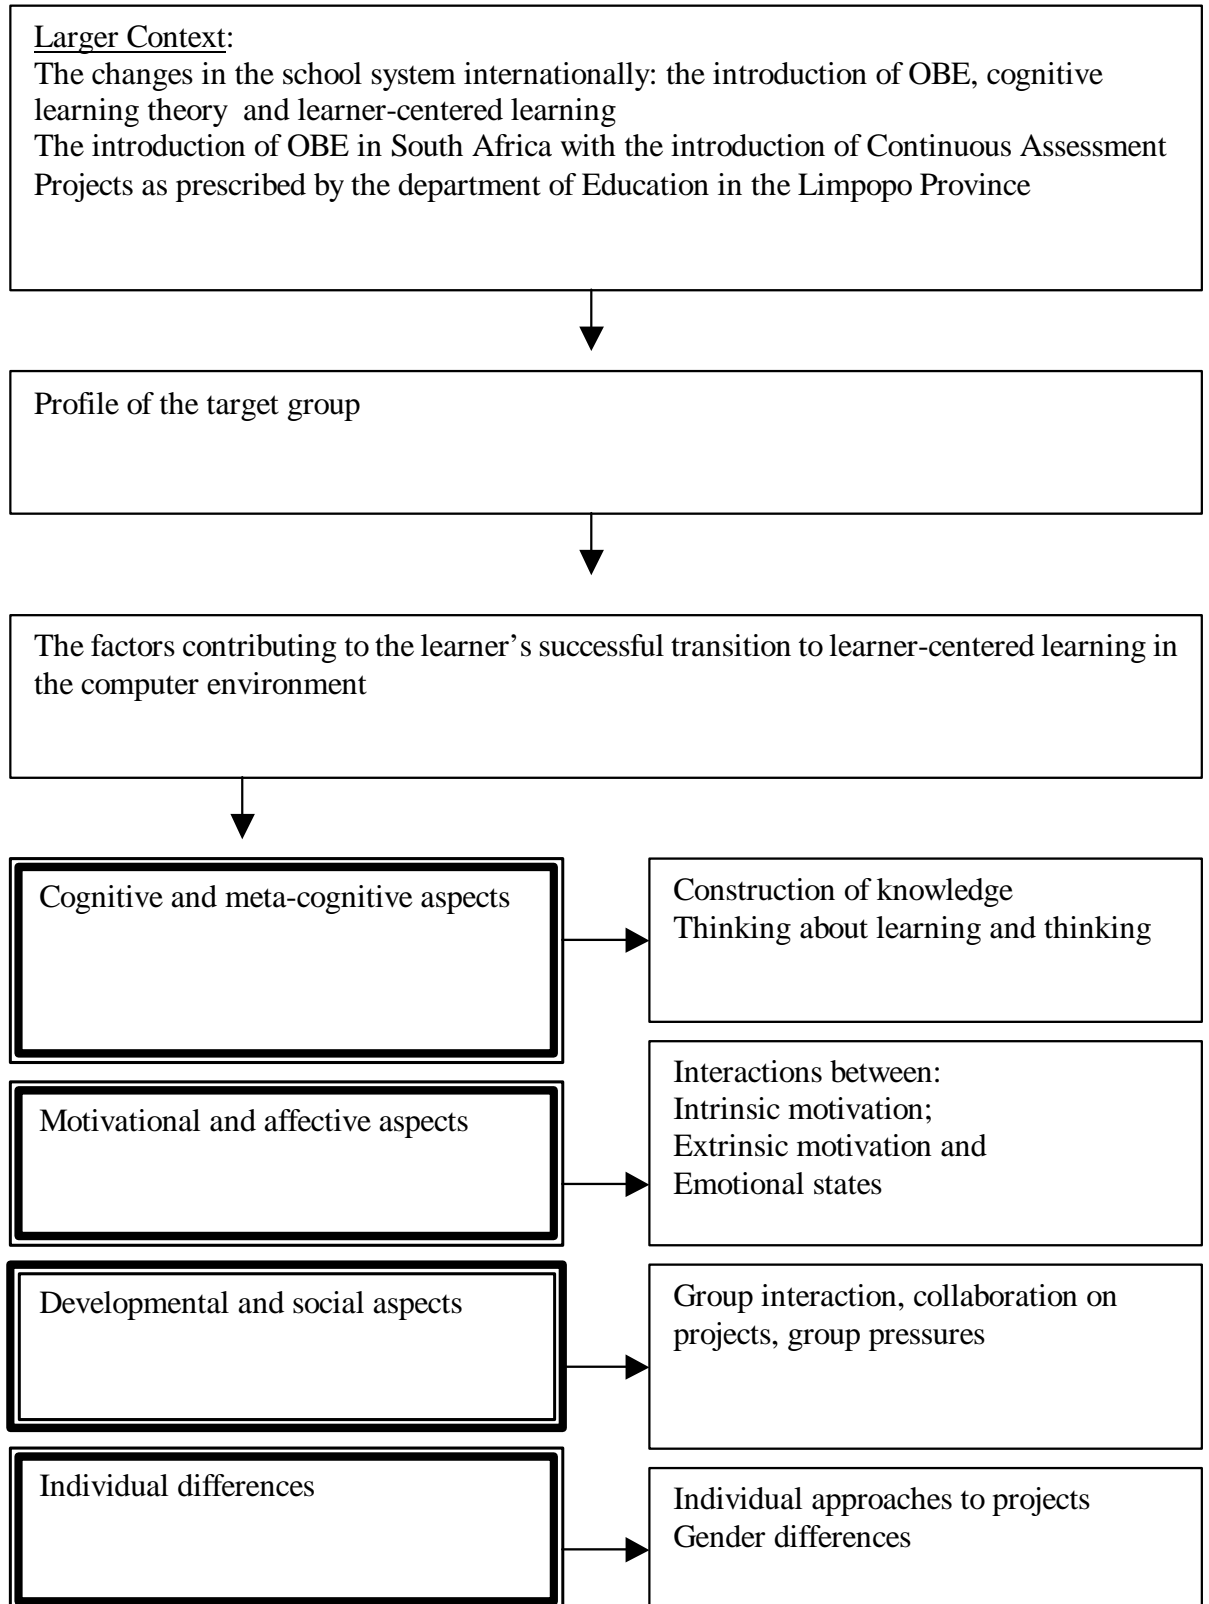 Larger Context:
The changes in the school system internationally: the introduction of OBE, cognitive
learning theory and learner-centered learning
The introduction of OBE in South Africa with the introduction of Continuous Assessment
Projects as prescribed by the department of Education in the Limpopo Province
Profile of the target group
The factors contributing to the learner’s successful transition to learner-centered learning in
the computer environment
Cognitive and meta-cognitive aspects
Construction of knowledge
Thinking about learning and thinking
Motivational and affective aspects
Interactions between:
Intrinsic motivation;
Extrinsic motivation and
Emotional states
Developmental and social aspects
Group interaction, collaboration on
projects, group pressures
Individual differences
Individual approaches to projects
Gender differences